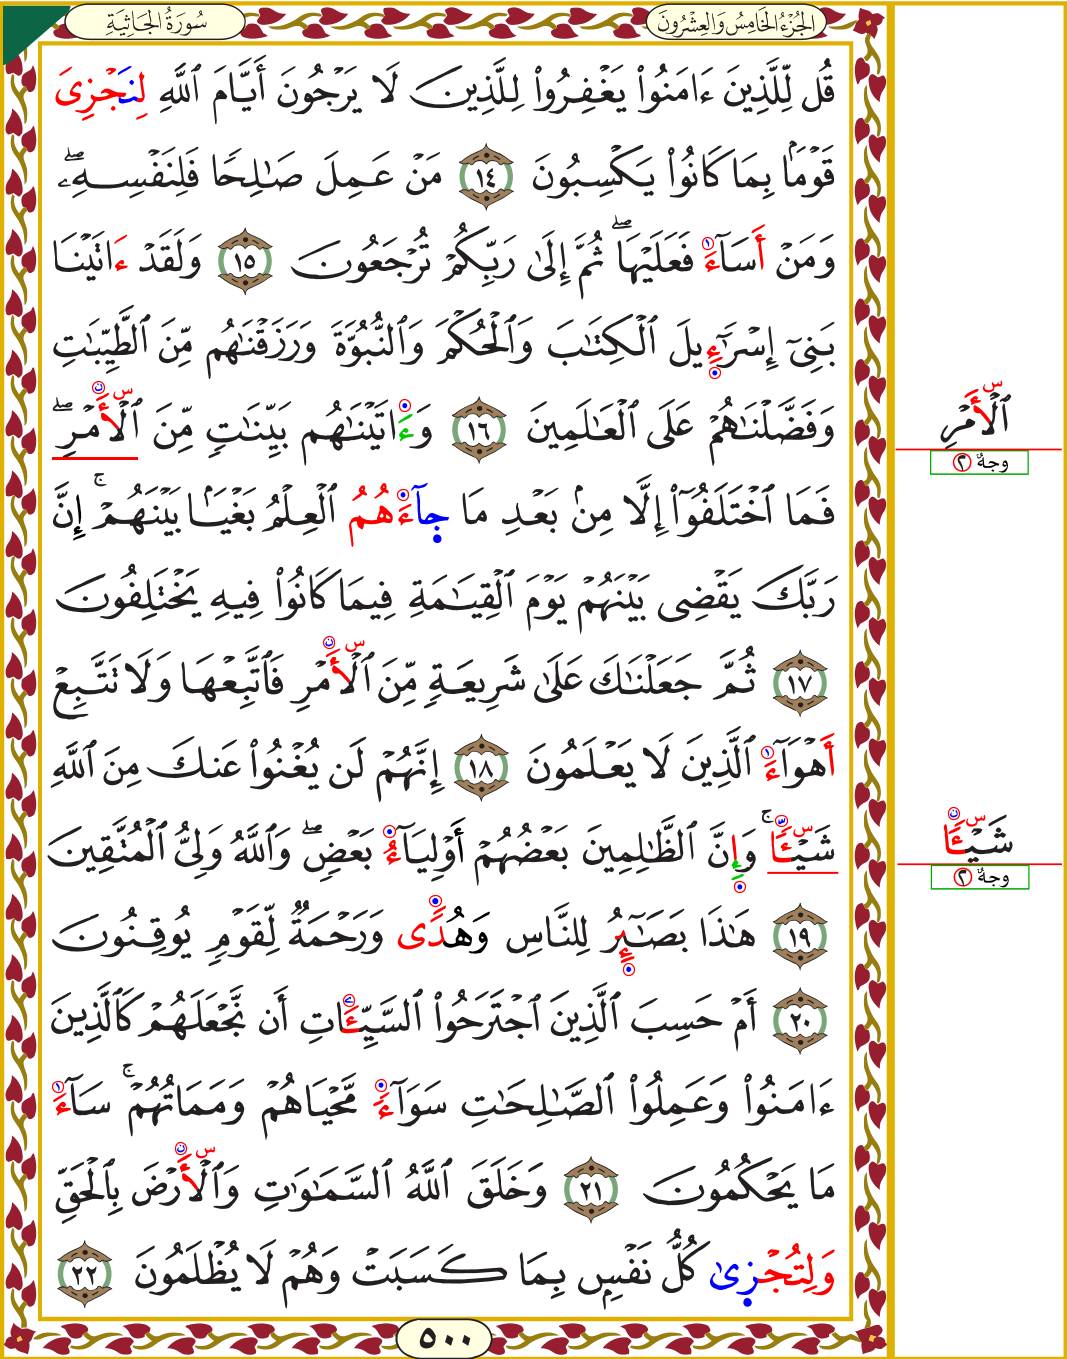 سُورَةُ الجَاثِيَةِ
الجُزْءُ الخَامِسُ وَالعِشْرُونَ
قُل لِّلَّذِينَ ءَامَنُوا۟ يَغْفِرُوا۟ لِلَّذِينَ لَا يَرْجُونَ أَيَّامَ ٱللَّهِ لِنَجْزِىَ
قَوْمًۢا بِمَا كَانُوا۟ يَكْسِبُونَ ١٤ مَنْ عَمِلَ صَـٰلِحًا فَلِنَفْسِهِۦ ۖ
وَمَنْ أَسَآءَ فَعَلَيْهَا ۖ ثُمَّ إِلَىٰ رَبِّكُمْ تُرْجَعُونَ ١٥ وَلَقَدْ ءَاتَيْنَا
بَنِىٓ إِسْرَٰٓءِيلَ ٱلْكِتَـٰبَ وَٱلْحُكْمَ وَٱلنُّبُوَّةَ وَرَزَقْنَـٰهُم مِّنَ ٱلطَّيِّبَـٰتِ
وَفَضَّلْنَـٰهُمْ عَلَى ٱلْعَـٰلَمِينَ ١٦ وَءَاتَيْنَـٰهُم بَيِّنَـٰتٍ مِّنَ ٱلْأَمْرِ ۖ
فَمَا ٱخْتَلَفُوٓا۟ إِلَّا مِنۢ بَعْدِ مَا جَآءَهُمُ ٱلْعِلْمُ بَغْيًۢا بَيْنَهُمْ ۚ إِنَّ
رَبَّكَ يَقْضِى بَيْنَهُمْ يَوْمَ ٱلْقِيَـٰمَةِ فِيمَا كَانُوا۟ فِيهِ يَخْتَلِفُونَ
١٧ ثُمَّ جَعَلْنَـٰكَ عَلَىٰ شَرِيعَةٍ مِّنَ ٱلْأَمْرِ فَٱتَّبِعْهَا وَلَا تَتَّبِعْ
أَهْوَآءَ ٱلَّذِينَ لَا يَعْلَمُونَ ١٨ إِنَّهُمْ لَن يُغْنُوا۟ عَنكَ مِنَ ٱللَّهِ
شَيْـًٔا ۚ وَإِنَّ ٱلظَّـٰلِمِينَ بَعْضُهُمْ أَوْلِيَآءُ بَعْضٍ ۖ وَٱللَّهُ وَلِىُّ ٱلْمُتَّقِينَ
١٩ هَـٰذَا بَصَـٰٓئِرُ لِلنَّاسِ وَهُدًى وَرَحْمَةٌ لِّقَوْمٍ يُوقِنُونَ
٢٠ أَمْ حَسِبَ ٱلَّذِينَ ٱجْتَرَحُوا۟ ٱلسَّيِّـَٔاتِ أَن نَّجْعَلَهُمْ كَٱلَّذِينَ
ءَامَنُوا۟ وَعَمِلُوا۟ ٱلصَّـٰلِحَـٰتِ سَوَآءً مَّحْيَاهُمْ وَمَمَاتُهُمْ ۚ سَآءَ
مَا يَحْكُمُونَ ٢١ وَخَلَقَ ٱللَّهُ ٱلسَّمَـٰوَٰتِ وَٱلْأَرْضَ بِٱلْحَقِّ
وَلِتُجْزَىٰ كُلُّ نَفْسٍۭ بِمَا كَسَبَتْ وَهُمْ لَا يُظْلَمُونَ ٢٢
٥٠٠
س
ٱلْأَمْرِ
وجهٌ ٢
ن س
شَيْـًٔا
وجهٌ ٢